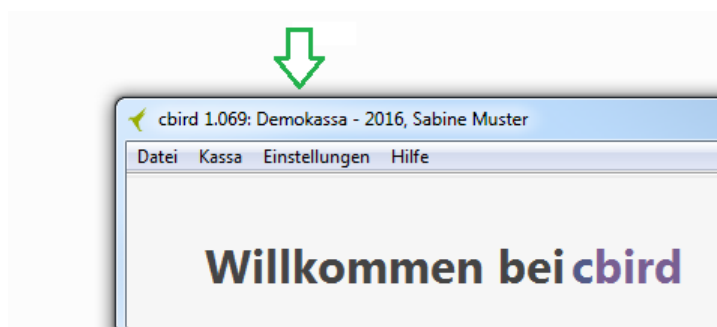 cbird 1.069: Demokassa - 2016, Sabine Muster
Datei Kassa Einstellungen Hilfe
Willkommen bei cbird